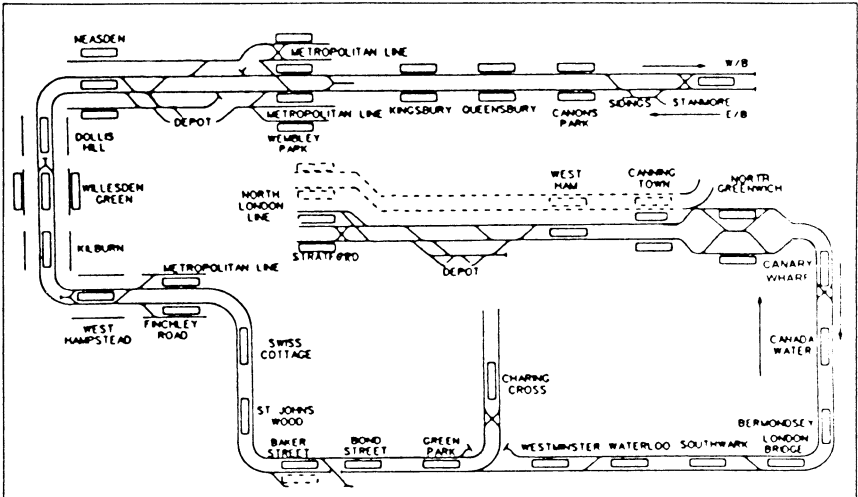 NEASDEN
METROPOLITAN LINE
W/B
DEPOT
METROPOLITAN LINE
KINGSBURY
QUEENSBURY
CANON'S
PARK
SIDINGS
STANMORE
E/B
DOLLIS
HILL
WEMBLEY
PARK
WILLESDEN
GREEN
NORTH
LONDON
LINE
WEST
HAM
CANNING
TOWN
NORTH
GREENWICH
KILBURN
STRATFORD
DEPOT
METROPOLITAN LINE
CANARY
WHARF
WEST
HAMPSTEAD
FINCHLEY
ROAD
SWISS
COTTAGE
CANADA
WATER
CHARING
CROSS
ST JOHN'S
WOOD
BERMONDSEY
BAKER
STREET
BOND
STREET
GREEN
PARK
WESTMINSTER
WATERLOO
SOUTHWARK
LONDON
BRIDGE